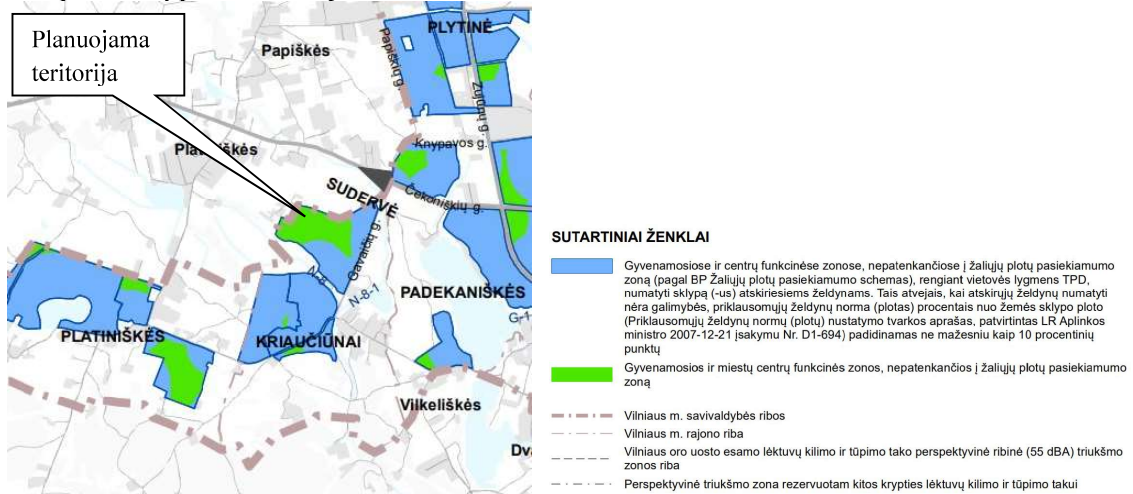 Planuojama
teritorija
PLYTINĖ
Papiškės
Papiškių g.
Zujūnų g.
Knypavos g.
SUDERVĖ
Čekoniškių g.
Gavaičių g.
N-8-1
PADEKANIŠKĖS
PLATINIŠKĖS
KRIAUČIŪNAI
Vilkeliškės
SUTARTINIAI ŽENKLAI
Gyvenamosiose ir centrų funkcinėse zonose, nepatenkančiose į žaliųjų plotų pasiekiamumo
zoną (pagal BP Žaliųjų plotų pasiekiamumo schemas), rengiant vietovės lygmens TPD,
numatyti sklypą (-us) atskiriesiems želdynams. Tais atvejais, kai atskirųjų želdynų numatyti
nėra galimybės, priklausomųjų želdynų norma (plotas) procentais nuo žemės sklypo ploto
(Priklausomųjų želdynų normų (plotų) nustatymo tvarkos aprašas, patvirtintas LR Aplinkos
ministro 2007-12-21 įsakymu Nr. D1-694) padidinamas ne mažesniu kaip 10 procentinių
punktų
Gyvenamosios ir miestų centrų funkcinės zonos, nepatenkančios į žaliųjų plotų pasiekiamumo
zoną
Vilniaus m. savivaldybės ribos
Vilniaus m. rajono riba
Vilniaus oro uosto esamo lėktuvų kilimo ir tūpimo tako perspektyvinė ribinė (55 dBA) triukšmo
zonos riba
Perspektyvinė triukšmo zona rezervuotam kitos krypties lėktuvų kilimo ir tūpimo takui